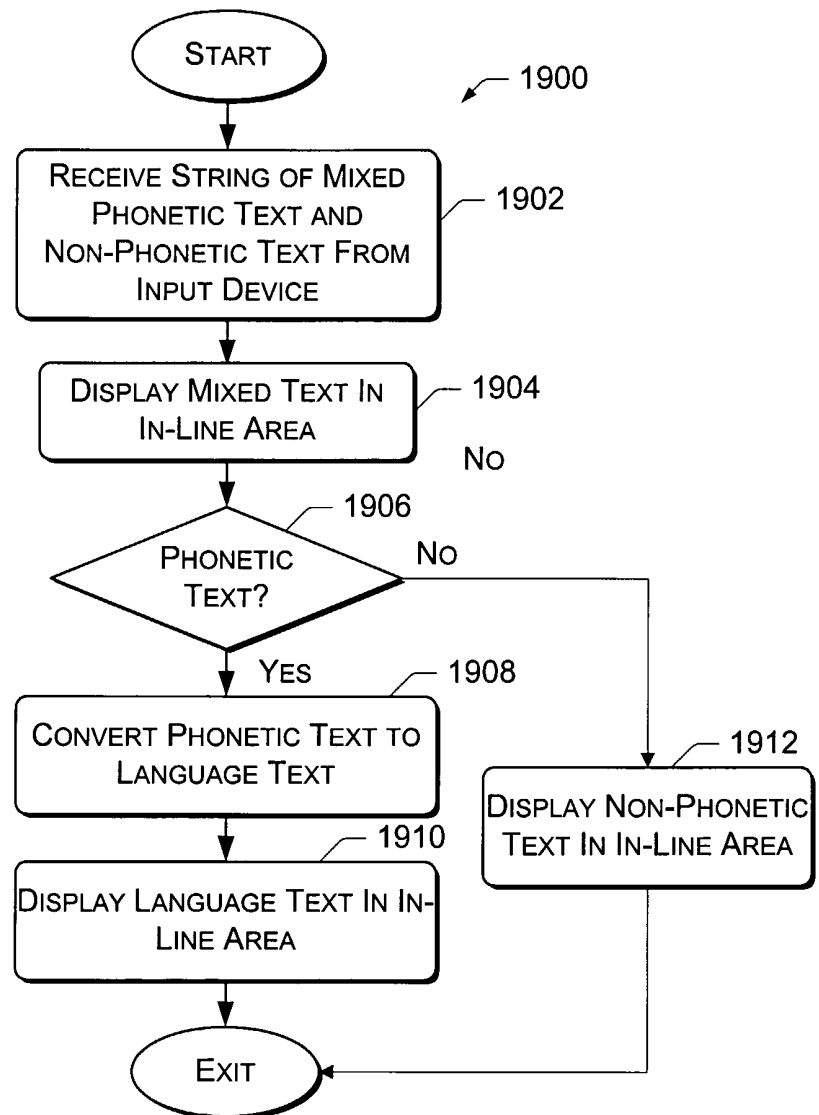 START
1900
RECEIVE STRING OF MIXED
PHONETIC TEXT AND
NON-PHONETIC TEXT FROM
INPUT DEVICE
1902
DISPLAY MIXED TEXT IN
IN-LINE AREA
1904
NO
1906
PHONETIC
TEXT?
NO
YES
1908
CONVERT PHONETIC TEXT TO
LANGUAGE TEXT
1912
DISPLAY NON-PHONETIC
TEXT IN IN-LINE AREA
1910
DISPLAY LANGUAGE TEXT IN IN-
LINE AREA
EXIT